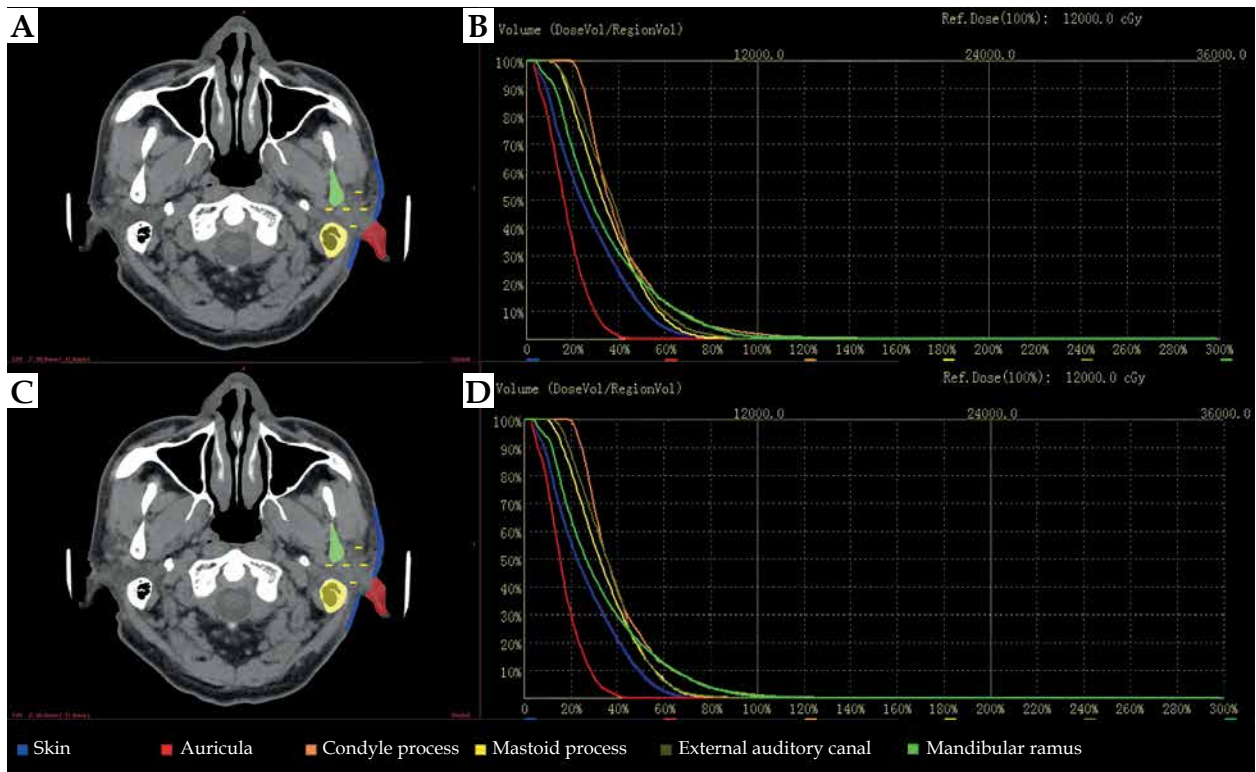 A
B
Ref.Dose(100%): 12000.0 cGy
Volume (DoseVol/RegionVol)
12000.0 24000.0 36000.0
100%
90%
80%
70%
60%
50%
40%
30%
20%
10%
0 20% 40% 60% 80% 100% 120% 140% 160% 180% 200% 220% 240% 260% 280% 300%
C
D
Ref.Dose(100%): 12000.0 cGy
Volume (DoseVol/RegionVol)
12000.0 24000.0 36000.0
100%
90%
80%
70%
60%
50%
40%
30%
20%
10%
0 20% 40% 60% 80% 100% 120% 140% 160% 180% 200% 220% 240% 260% 280% 300%
Skin Auricula Condyle process Mastoid process External auditory canal Mandibular ramus